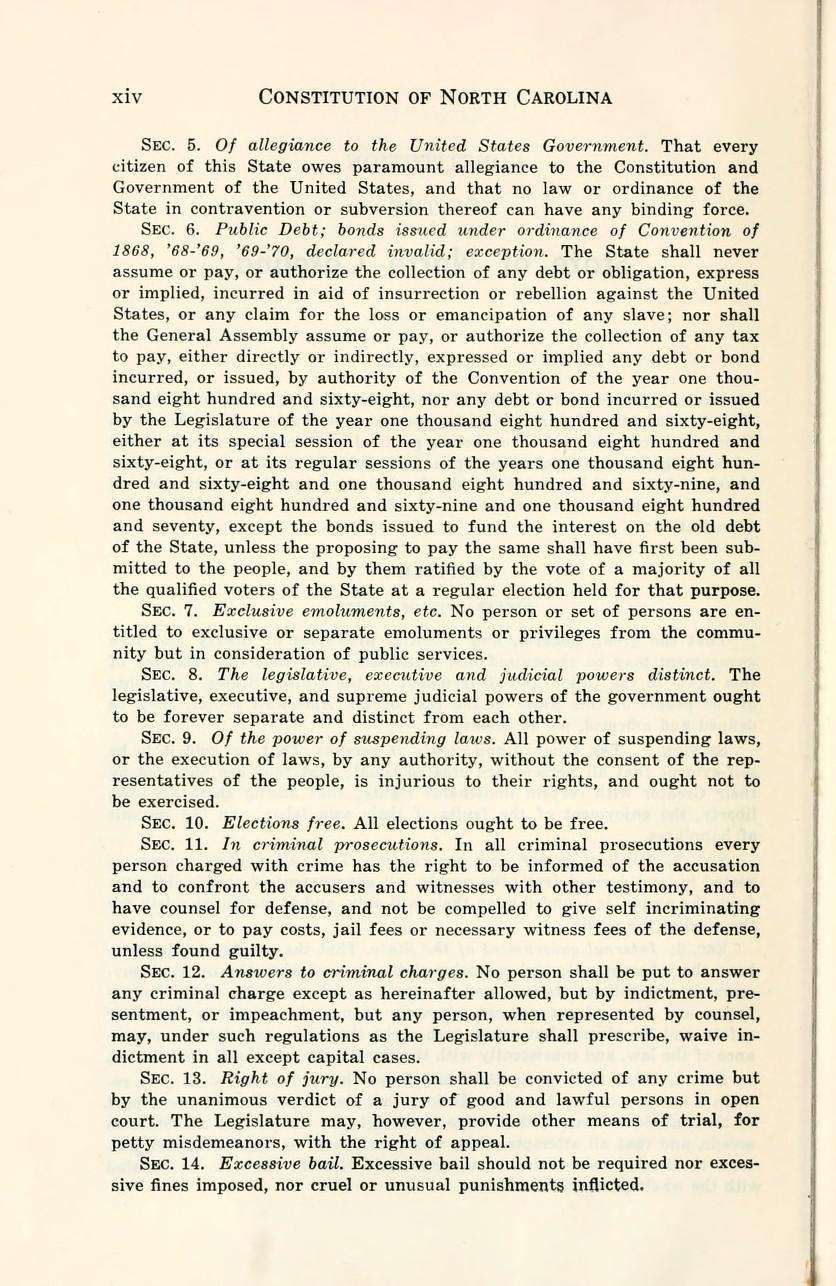 xiv CONSTITUTION OF NORTH CAROLINA
SEC. 5. Of allegiance to the United States Government. That every
citizen of this State owes paramount allegiance to the Constitution and
Government of the United States, and that no law or ordinance of the
State in contravention or subversion thereof can have any binding force.
SEC. 6. Public Debt; bonds issued under ordinance of Convention of
1868, '68-'69, '69-'70, declared invalid; exception. The State shall never
assume or pay, or authorize the collection of any debt or obligation, express
or implied, incurred in aid of insurrection or rebellion against the United
States, or any claim for the loss or emancipation of any slave; nor shall
the General Assembly assume or pay, or authorize the collection of any tax
to pay, either directly or indirectly, expressed or implied any debt or bond
incurred, or issued, by authority of the Convention of the year one thou-
sand eight hundred and sixty-eight, nor any debt or bond incurred or issued
by the Legislature of the year one thousand eight hundred and sixty-eight,
either at its special session of the year one thousand eight hundred and
sixty-eight, or at its regular sessions of the years one thousand eight hun-
dred and sixty-eight and one thousand eight hundred and sixty-nine, and
one thousand eight hundred and sixty-nine and one thousand eight hundred
and seventy, except the bonds issued to fund the interest on the old debt
of the State, unless the proposing to pay the same shall have first been sub-
mitted to the people, and by them ratified by the vote of a majority of all
the qualified voters of the State at a regular election held for that purpose.
SEC. 7. Exclusive emoluments, etc. No person or set of persons are en-
titled to exclusive or separate emoluments or privileges from the commu-
nity but in consideration of public services.
SEC. 8. The legislative, executive and judicial powers distinct. The
legislative, executive, and supreme judicial powers of the government ought
to be forever separate and distinct from each other.
SEC. 9. Of the power of suspending laws. All power of suspending laws,
or the execution of laws, by any authority, without the consent of the rep-
resentatives of the people, is injurious to their rights, and ought not to
be exercised.
SEC. 10. Elections free. All elections ought to be free.
SEC. 11. In criminal prosecutions. In all criminal prosecutions every
person charged with crime has the right to be informed of the accusation
and to confront the accusers and witnesses with other testimony, and to
have counsel for defense, and not be compelled to give self incriminating
evidence, or to pay costs, jail fees or necessary witness fees of the defense,
unless found guilty.
SEC. 12. Answers to criminal charges. No person shall be put to answer
any criminal charge except as hereinafter allowed, but by indictment, pre-
sentment, or impeachment, but any person, when represented by counsel,
may, under such regulations as the Legislature shall prescribe, waive in-
dictment in all except capital cases.
SEC. 13. Right of jury. No person shall be convicted of any crime but
by the unanimous verdict of a jury of good and lawful persons in open
court. The Legislature may, however, provide other means of trial, for
petty misdemeanors, with the right of appeal.
SEC. 14. Excessive bail. Excessive bail should not be required nor exces-
sive fines imposed, nor cruel or unusual punishments inflicted.